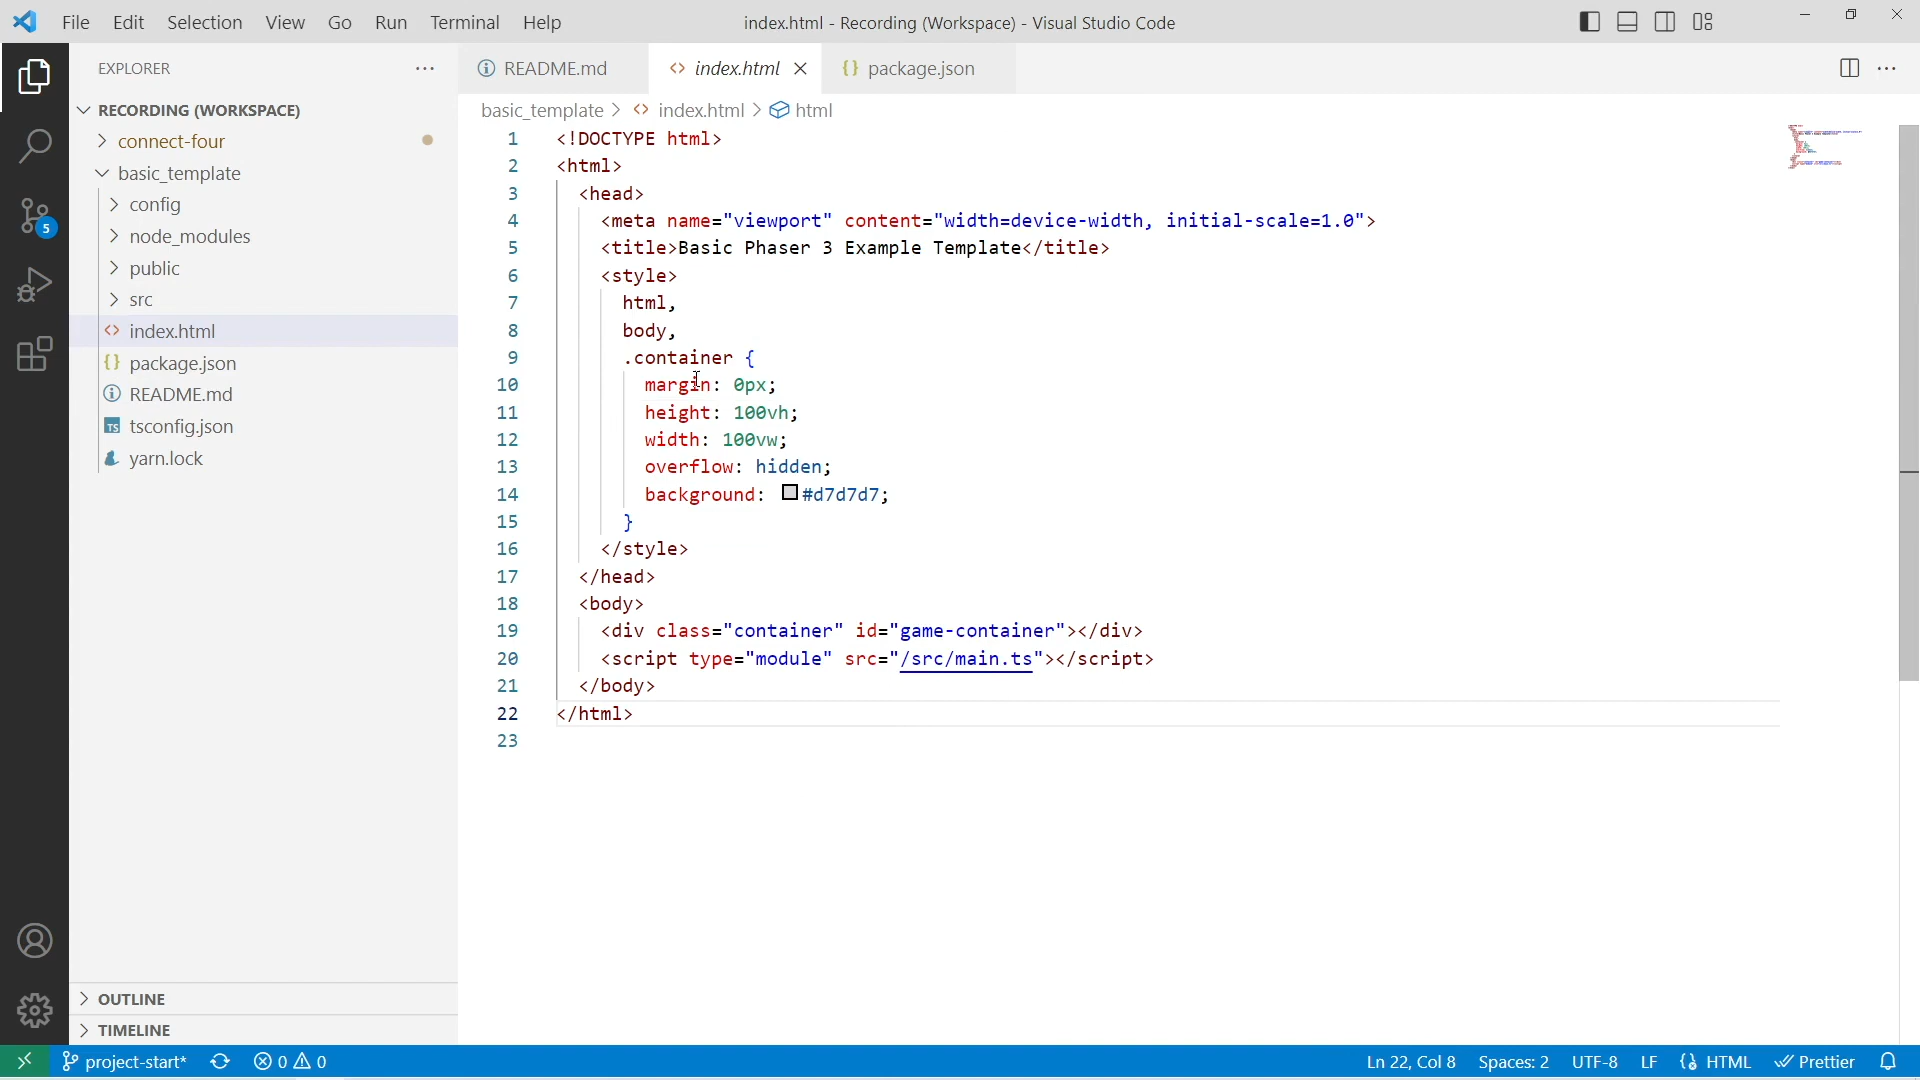 File Edit Selection View Go Run Terminal Help
index.html - Recording (Workspace) - Visual Studio Code
EXPLORER
RECORDING (WORKSPACE)
connect-four
basic_template
config
node_modules
public
src
index.html
package.json
README.md
tsconfig.json
yarn.lock
OUTLINE
TIMELINE
5
README.md index.html package.json
basic_template > index.html > html
1 <!DOCTYPE html>
2 <html>
3 <head>
4 <meta name="viewport" content="width=device-width, initial-scale=1.0">
5 <title>Basic Phaser 3 Example Template</title>
6 <style>
7 html,
8 body,
9 .container {
10 margin: 0px;
11 height: 100vh;
12 width: 100vw;
13 overflow: hidden;
14 background: #d7d7d7;
15 }
16 </style>
17 </head>
18 <body>
19 <div class="container" id="game-container"></div>
20 <script type="module" src="/src/main.ts"></script>
21 </body>
22 </html>
23
project-start* 0 0 Ln 22, Col 8 Spaces: 2 UTF-8 LF HTML Prettier